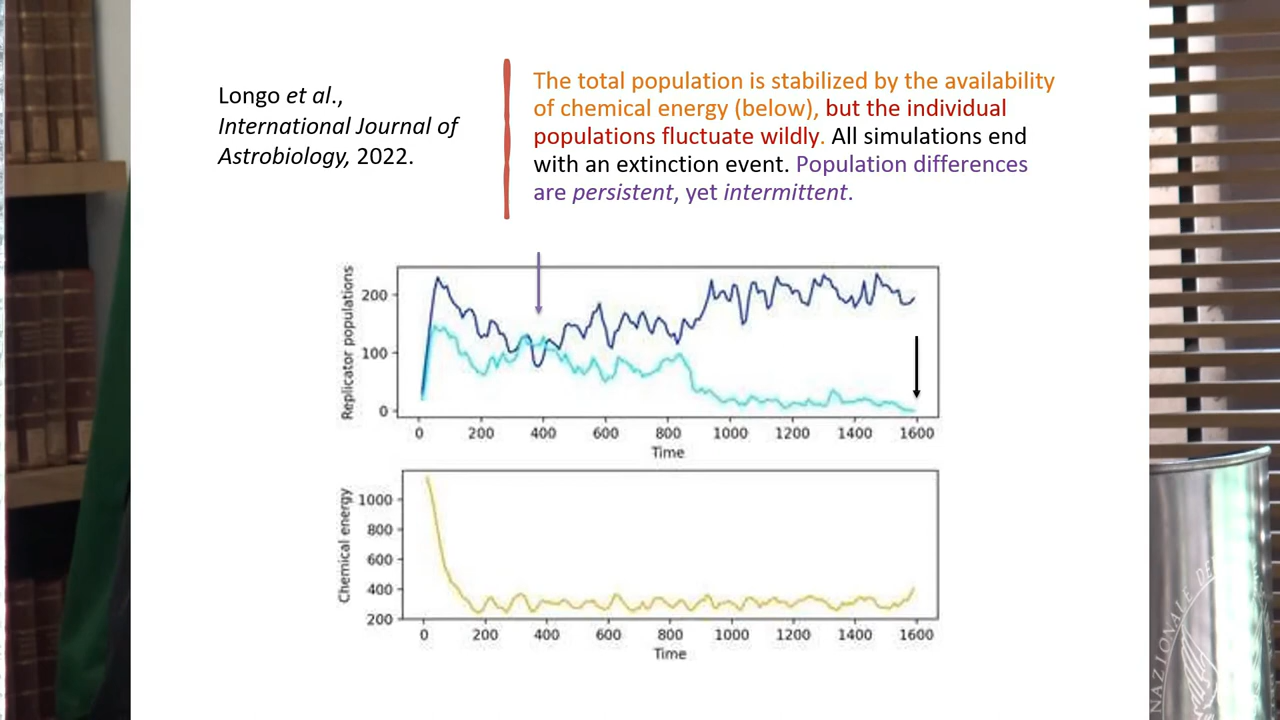 Longo et al.,
International Journal of
Astrobiology, 2022.
The total population is stabilized by the availability
of chemical energy (below), but the individual
populations fluctuate wildly. All simulations end
with an extinction event. Population differences
are persistent, yet intermittent.
Replicator populations
200
100
0
0 200 400 600 800 1000 1200 1400 1600
Time
Chemical energy
1000
800
600
400
200
0 200 400 600 800 1000 1200 1400 1600
Time
NAZIONALE